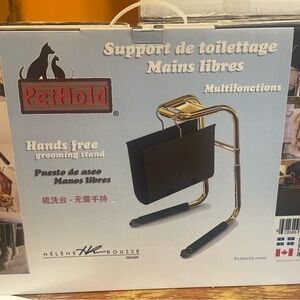 Support de toilettage
Mains libres
Multifonctions
PetHold®
Hands free
grooming stand
Puesto de aseo
Manos libres
梳洗台 - 无需手持
HÉLÈNE HR ROUSSE
DESIGN
Pethold.com